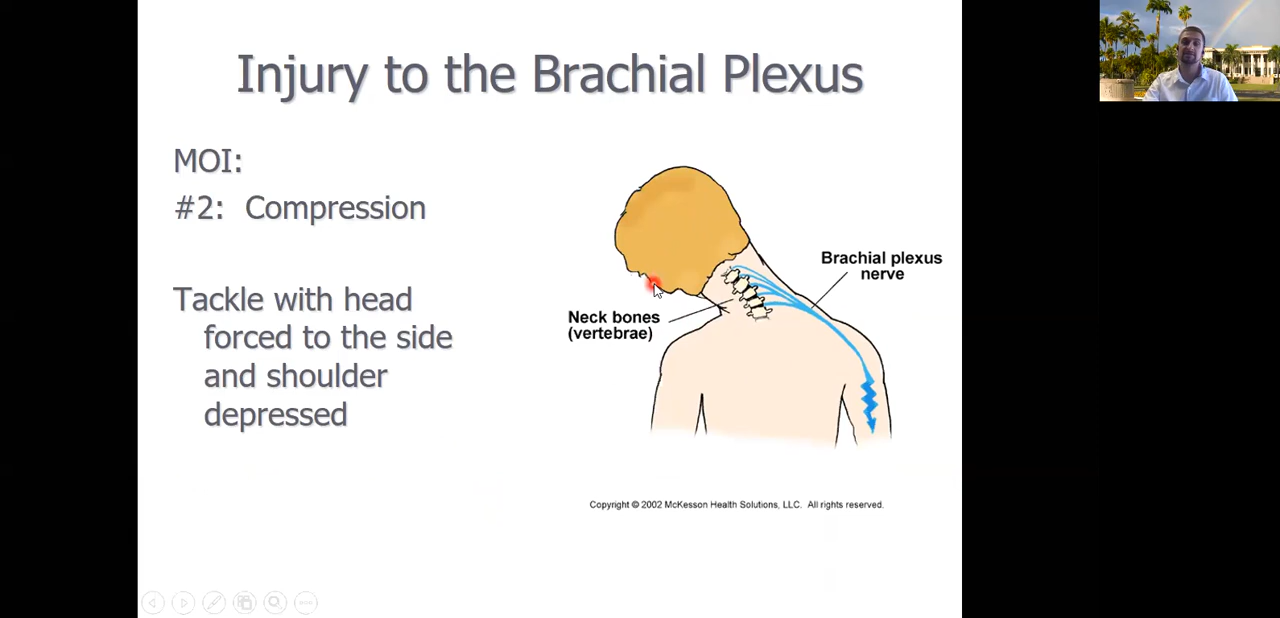 Injury to the Brachial Plexus
MOI:
#2:  Compression
Tackle with head
forced to the side
and shoulder
depressed
Brachial plexus
nerve
Neck bones
(vertebrae)
Copyright © 2002 McKesson Health Solutions, LLC.  All rights reserved.